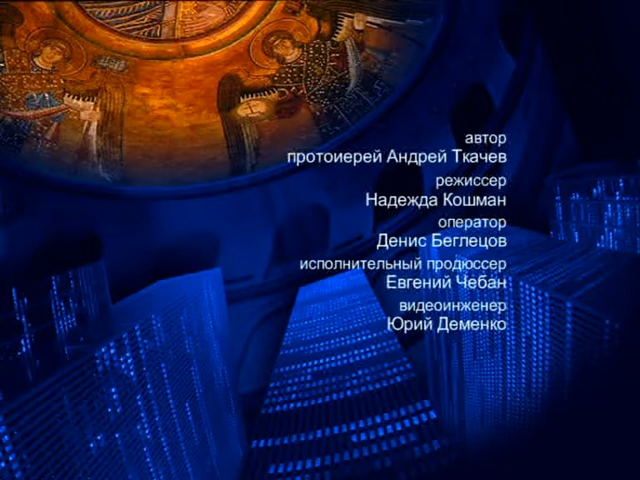 автор
протоиерей Андрей Ткачев
режиссер
Надежда Кошман
оператор
Денис Беглецов
исполнительный продюссер
Евгений Чебан
видеоинженер
Юрий Деменко